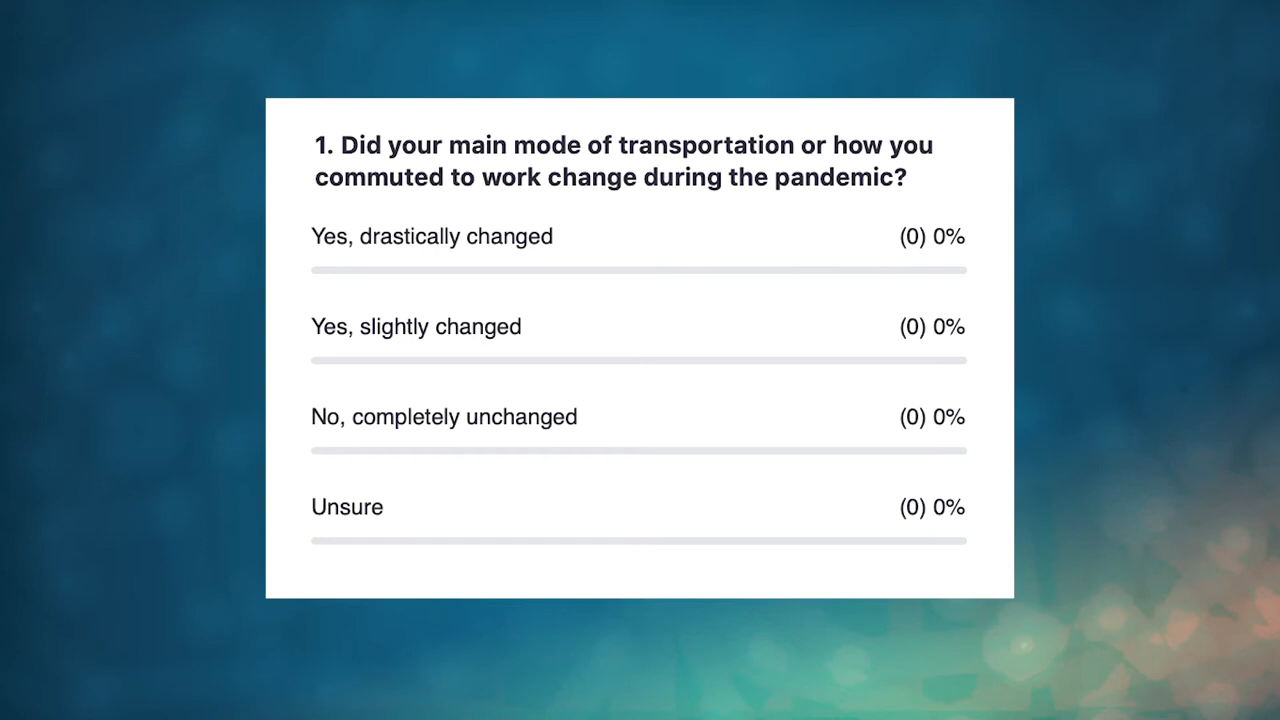 1. Did your main mode of transportation or how you
commuted to work change during the pandemic?
Yes, drastically changed (0) 0%
Yes, slightly changed (0) 0%
No, completely unchanged (0) 0%
Unsure (0) 0%